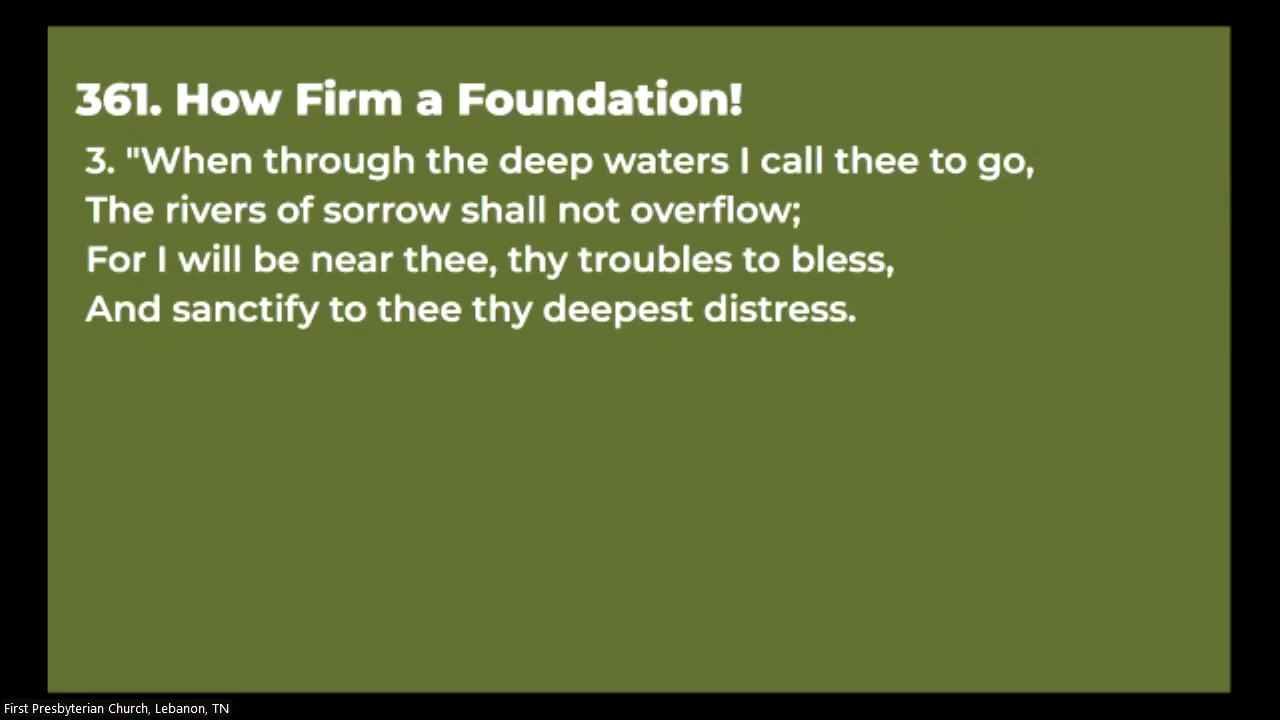 361. How Firm a Foundation!
3. "When through the deep waters I call thee to go,
The rivers of sorrow shall not overflow;
For I will be near thee, thy troubles to bless,
And sanctify to thee thy deepest distress.
First Presbyterian Church, Lebanon, TN